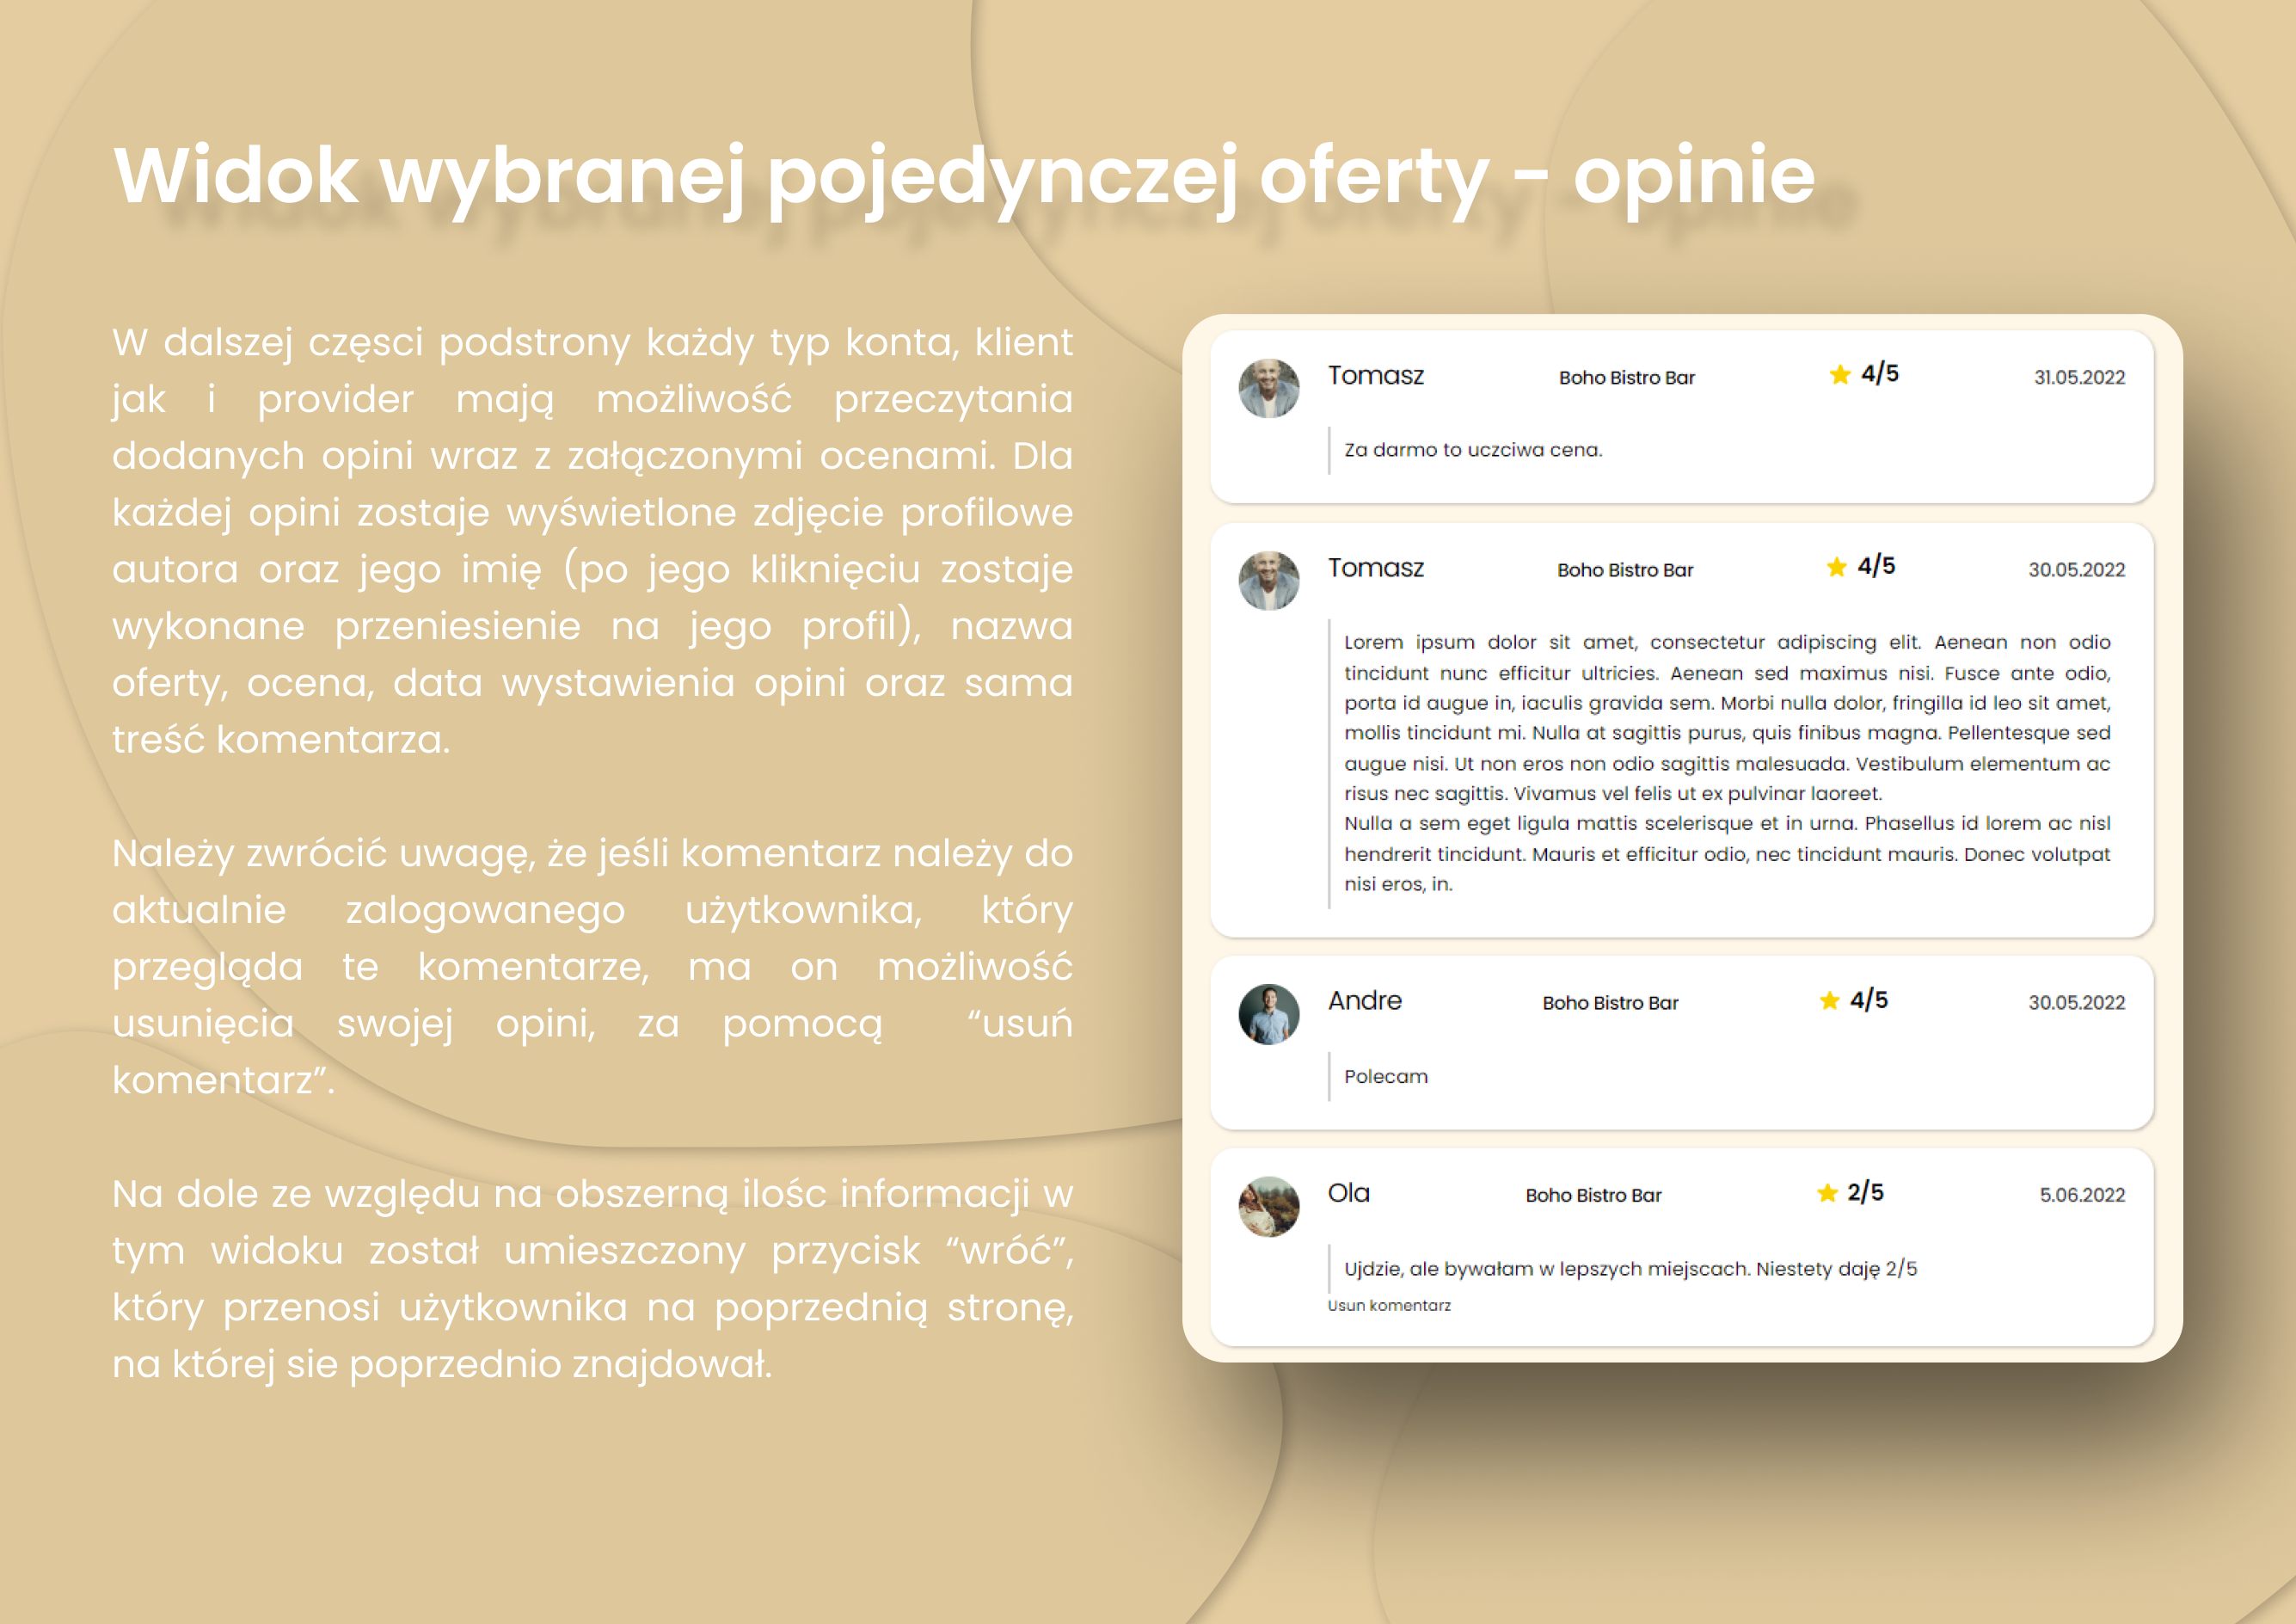 Widok wybranej pojedynczej oferty - opinie
W dalszej częsci podstrony każdy typ konta, klient
jak i provider mają możliwość przeczytania
dodanych opini wraz z załączonymi ocenami. Dla
każdej opini zostaje wyświetlone zdjęcie profilowe
autora oraz jego imię (po jego kliknięciu zostaje
wykonane przeniesienie na jego profil), nazwa
oferty, ocena, data wystawienia opini oraz sama
treść komentarza.
Należy zwrócić uwagę, że jeśli komentarz należy do
aktualnie zalogowanego użytkownika, który
przegląda te komentarze, ma on możliwość
usunięcia swojej opini, za pomocą “usuń
komentarz”.
Na dole ze względu na obszerną ilośc informacji w
tym widoku został umieszczony przycisk “wróć”,
który przenosi użytkownika na poprzednią stronę,
na której sie poprzednio znajdował.
Tomasz Boho Bistro Bar 4/5 31.05.2022
Za darmo to uczciwa cena.
Tomasz Boho Bistro Bar 4/5 30.05.2022
Lorem ipsum dolor sit amet, consectetur adipiscing elit. Aenean non odio
tincidunt nunc efficitur ultricies. Aenean sed maximus nisi. Fusce ante odio,
porta id augue in, iaculis gravida sem. Morbi nulla dolor, fringilla id leo sit amet,
mollis tincidunt mi. Nulla at sagittis purus, quis finibus magna. Pellentesque sed
augue nisi. Ut non eros non odio sagittis malesuada. Vestibulum elementum ac
risus nec sagittis. Vivamus vel felis ut ex pulvinar laoreet.
Nulla a sem eget ligula mattis scelerisque et in urna. Phasellus id lorem ac nisl
hendrerit tincidunt. Mauris et efficitur odio, nec tincidunt mauris. Donec volutpat
nisi eros, in.
Andre Boho Bistro Bar 4/5 30.05.2022
Polecam
Ola Boho Bistro Bar 2/5 5.06.2022
Ujdzie, ale bywałam w lepszych miejscach. Niestety daję 2/5
Usun komentarz